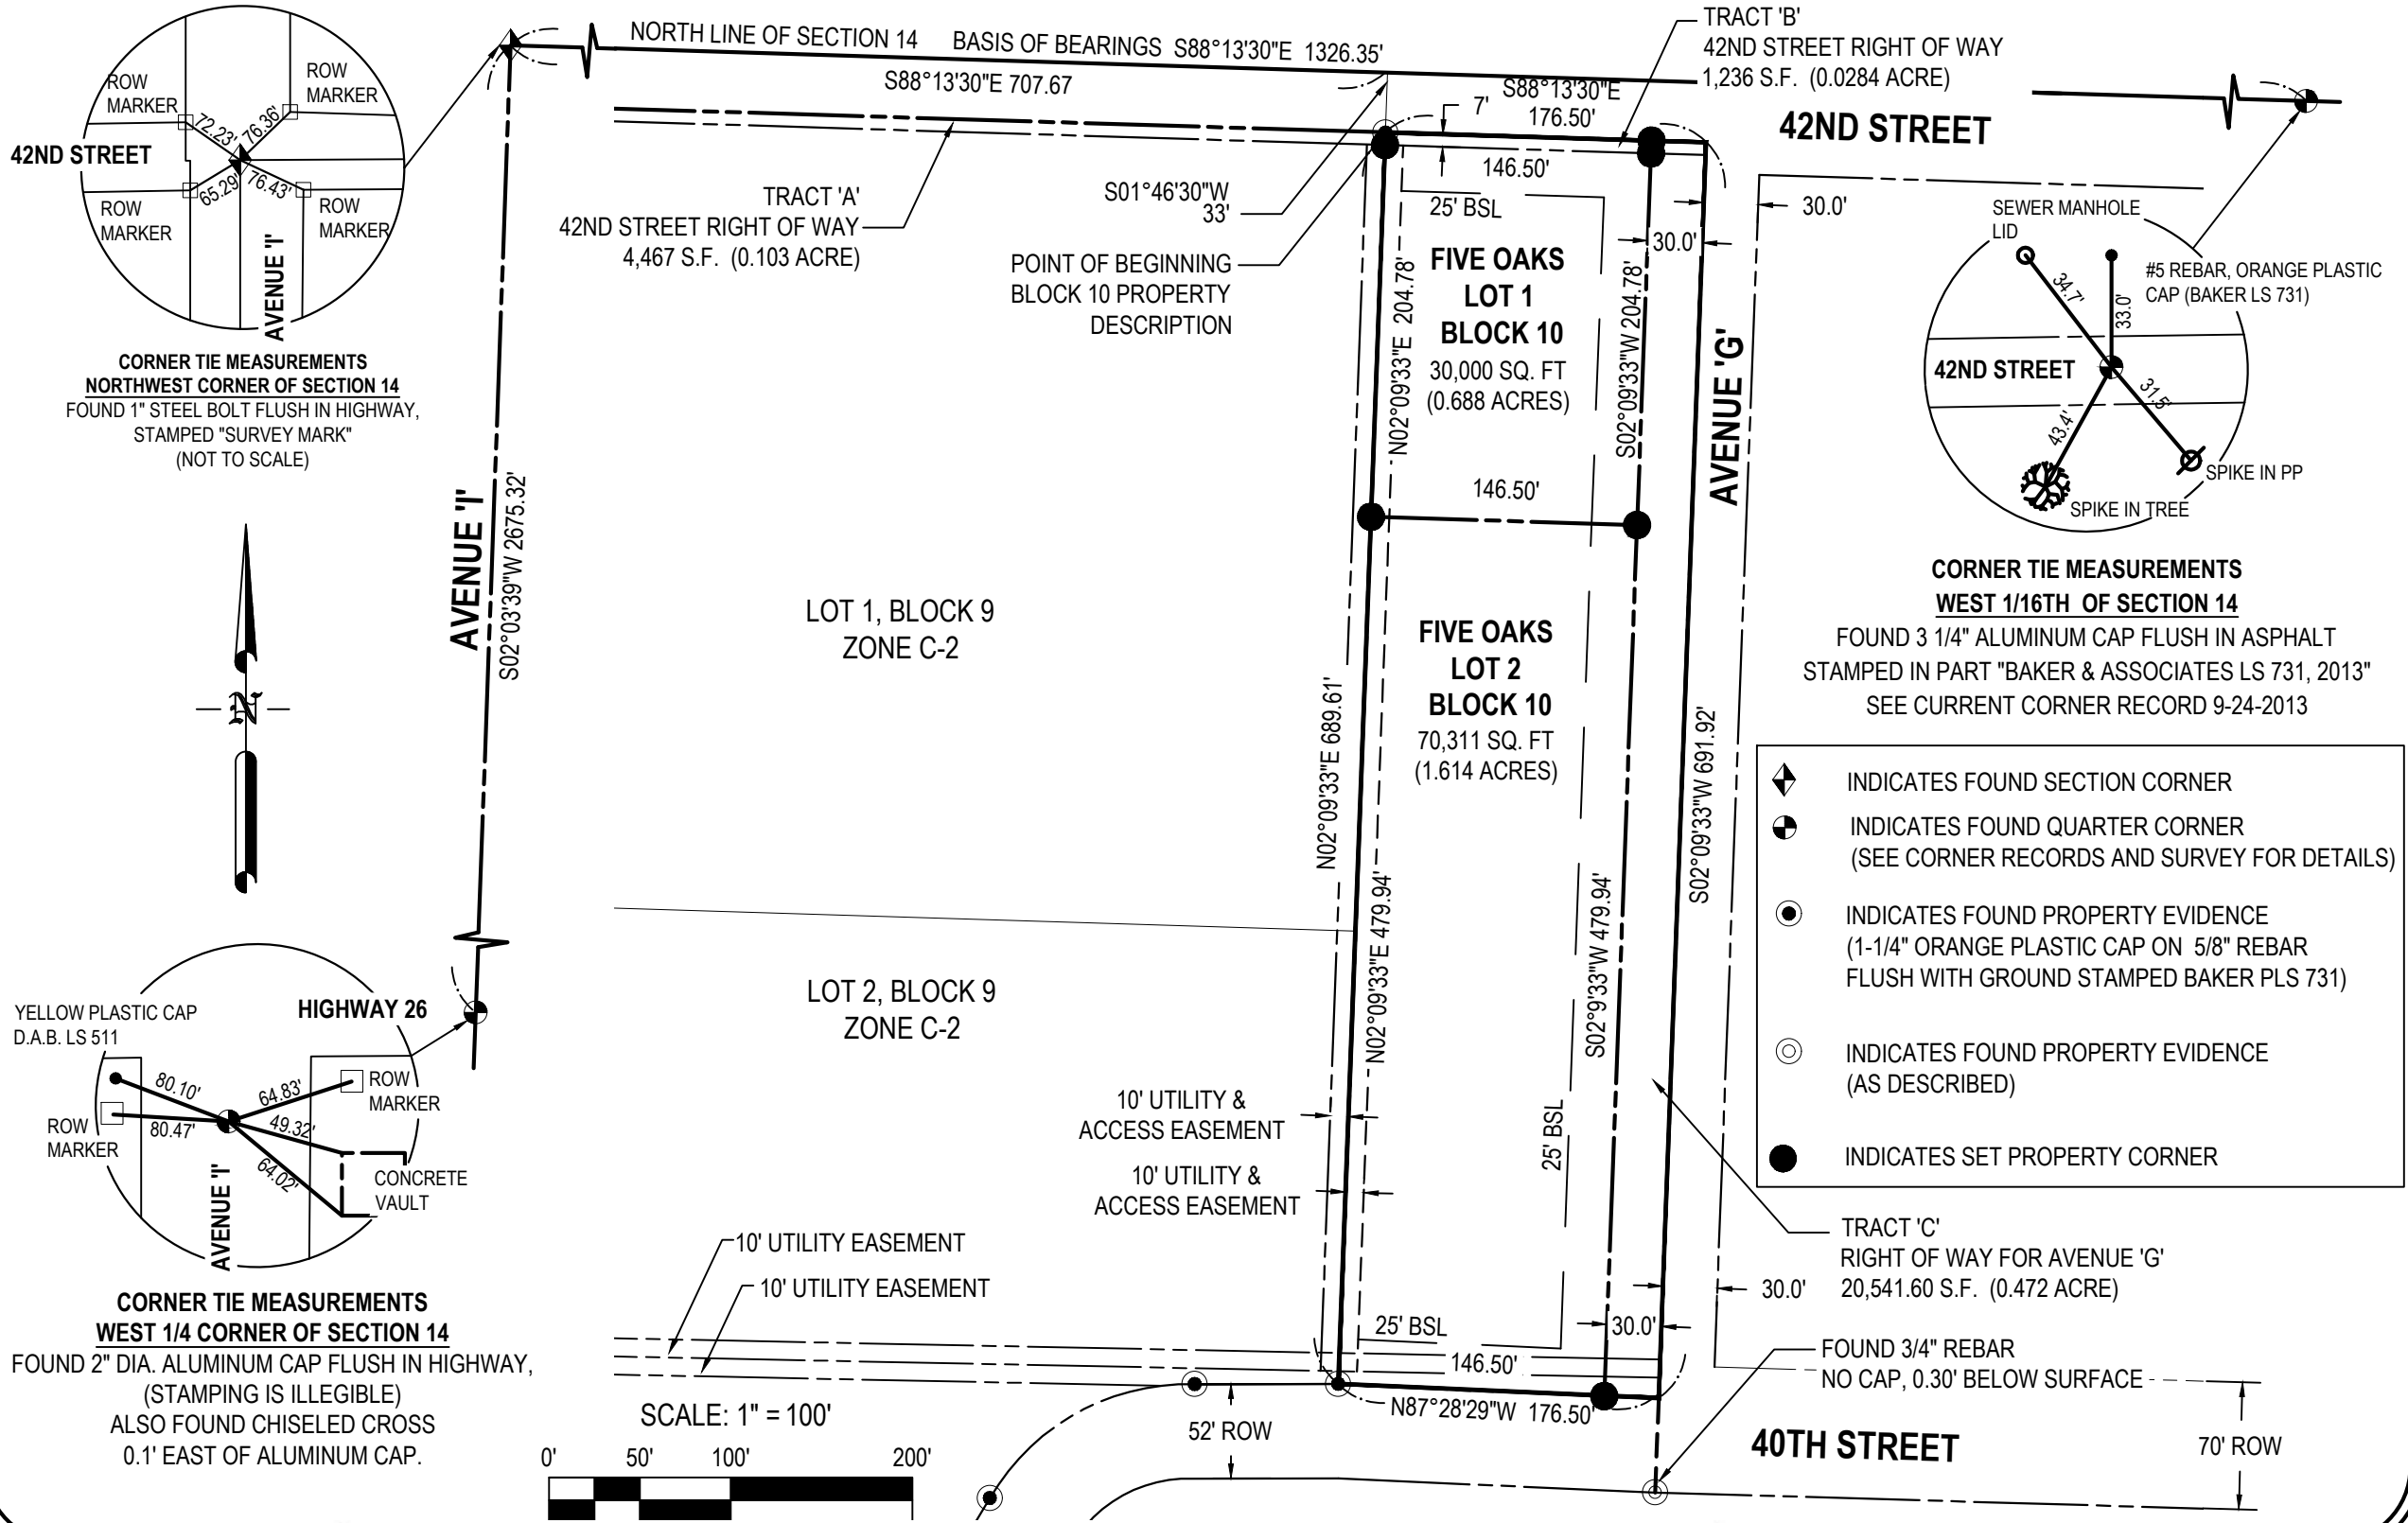 NORTH LINE OF SECTION 14 BASIS OF BEARINGS S88°13'30"E 1326.35'
S88°13'30"E 707.67
S88°13'30"E
176.50'
7'
146.50'
TRACT 'B'
42ND STREET RIGHT OF WAY
1,236 S.F. (0.0284 ACRE)
42ND STREET
ROW
MARKER
ROW
MARKER
72.23'
76.36'
42ND STREET
65.29'
76.43'
ROW
MARKER
ROW
MARKER
AVENUE 'I'
CORNER TIE MEASUREMENTS
NORTHWEST CORNER OF SECTION 14
FOUND 1" STEEL BOLT FLUSH IN HIGHWAY,
STAMPED "SURVEY MARK"
(NOT TO SCALE)
N
AVENUE 'I'
S02°03'39"W 2675.32'
TRACT 'A'
42ND STREET RIGHT OF WAY
4,467 S.F. (0.103 ACRE)
S01°46'30"W
33'
POINT OF BEGINNING
BLOCK 10 PROPERTY
DESCRIPTION
25' BSL
30.0'
30.0'
FIVE OAKS
LOT 1
BLOCK 10
30,000 SQ. FT
(0.688 ACRES)
N02°09'33"E 204.78'
S02°09'33"W 204.78'
146.50'
AVENUE 'G'
SEWER MANHOLE
LID
#5 REBAR, ORANGE PLASTIC
CAP (BAKER LS 731)
34.7'
33.0'
42ND STREET
43.4'
31.5'
SPIKE IN PP
SPIKE IN TREE
CORNER TIE MEASUREMENTS
WEST 1/16TH OF SECTION 14
FOUND 3 1/4" ALUMINUM CAP FLUSH IN ASPHALT
STAMPED IN PART "BAKER & ASSOCIATES LS 731, 2013"
SEE CURRENT CORNER RECORD 9-24-2013
LOT 1, BLOCK 9
ZONE C-2
FIVE OAKS
LOT 2
BLOCK 10
70,311 SQ. FT
(1.614 ACRES)
N02°09'33"E 689.61'
N02°09'33"E 479.94'
S02°9'33"W 479.94'
S02°09'33"W 691.92'
25' BSL
INDICATES FOUND SECTION CORNER
INDICATES FOUND QUARTER CORNER
(SEE CORNER RECORDS AND SURVEY FOR DETAILS)
INDICATES FOUND PROPERTY EVIDENCE
(1-1/4" ORANGE PLASTIC CAP ON 5/8" REBAR
FLUSH WITH GROUND STAMPED BAKER PLS 731)
INDICATES FOUND PROPERTY EVIDENCE
(AS DESCRIBED)
INDICATES SET PROPERTY CORNER
LOT 2, BLOCK 9
ZONE C-2
YELLOW PLASTIC CAP
D.A.B. LS 511
HIGHWAY 26
80.10'
64.83'
ROW
MARKER
ROW
MARKER
80.47'
49.32'
64.02'
CONCRETE
VAULT
AVENUE 'I'
CORNER TIE MEASUREMENTS
WEST 1/4 CORNER OF SECTION 14
FOUND 2" DIA. ALUMINUM CAP FLUSH IN HIGHWAY,
(STAMPING IS ILLEGIBLE)
ALSO FOUND CHISELED CROSS
0.1' EAST OF ALUMINUM CAP.
10' UTILITY &
ACCESS EASEMENT
10' UTILITY &
ACCESS EASEMENT
10' UTILITY EASEMENT
10' UTILITY EASEMENT
25' BSL
30.0'
30.0'
146.50'
N87°28'29"W 176.50'
TRACT 'C'
RIGHT OF WAY FOR AVENUE 'G'
20,541.60 S.F. (0.472 ACRE)
FOUND 3/4" REBAR
NO CAP, 0.30' BELOW SURFACE
52' ROW
40TH STREET
70' ROW
SCALE: 1" = 100'
0' 50' 100' 200'